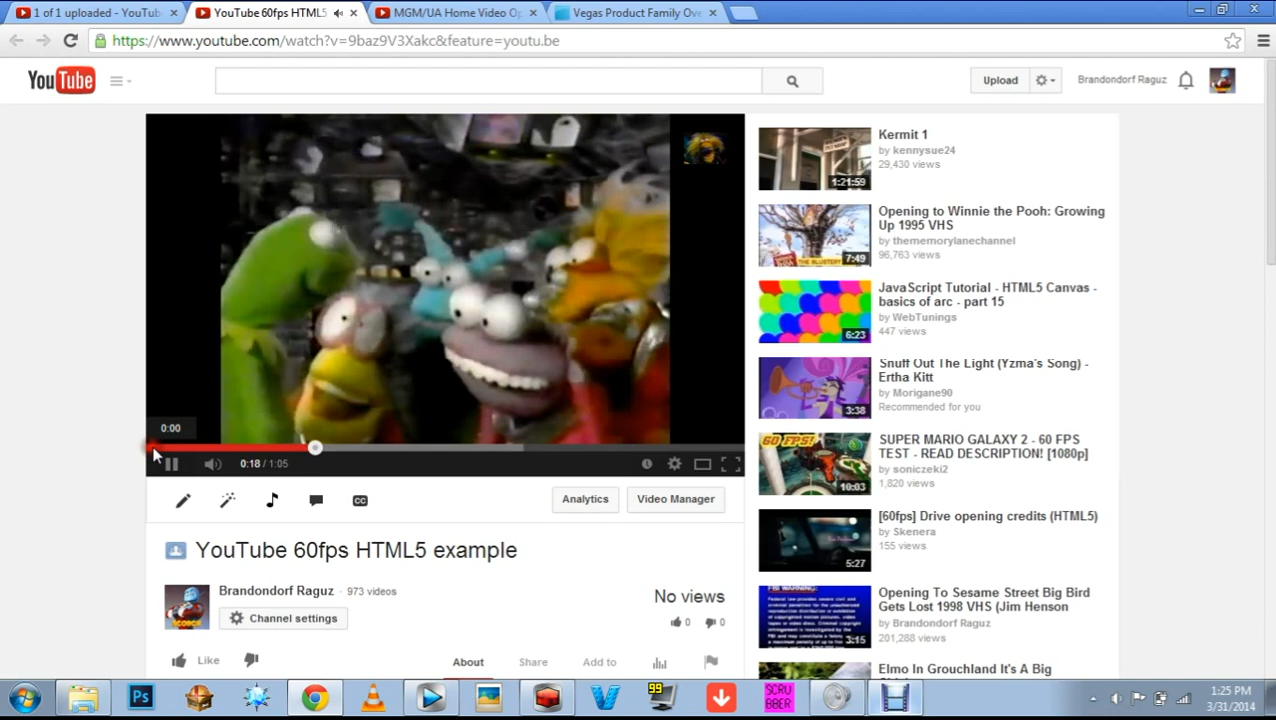 1 of 1 uploaded - YouTub
YouTube 60fps HTML5
MGM/UA Home Video Op
Vegas Product Family Ove
https://www.youtube.com/watch?v=9baz9V3Xakc&feature=youtu.be
YouTube
Upload
Brandondorf Raguz
0:00
0:18 / 1:05
Analytics
Video Manager
YouTube 60fps HTML5 example
Brandondorf Raguz · 973 videos
Channel settings
No views
0 0
Like
About
Share
Add to
Kermit 1
by kennysue24
29,430 views
1:21:59
Opening to Winnie the Pooh: Growing
Up 1995 VHS
by thememorylanechannel
96,763 views
7:49
JavaScript Tutorial - HTML5 Canvas -
basics of arc - part 15
by WebTunings
447 views
6:23
Snuff Out The Light (Yzma's Song) -
Ertha Kitt
by Morigane90
Recommended for you
3:38
SUPER MARIO GALAXY 2 - 60 FPS
TEST - READ DESCRIPTION! [1080p]
by soniczeki2
1,820 views
60 FPS!
10:03
[60fps] Drive opening credits (HTML5)
by Skenera
155 views
5:27
Opening To Sesame Street Big Bird
Gets Lost 1998 VHS (Jim Henson
by Brandondorf Raguz
201,288 views
FBI WARNING:
3:15
Elmo In Grouchland It's A Big
Ps
99
SCRU
BBER
1:25 PM
3/31/2014